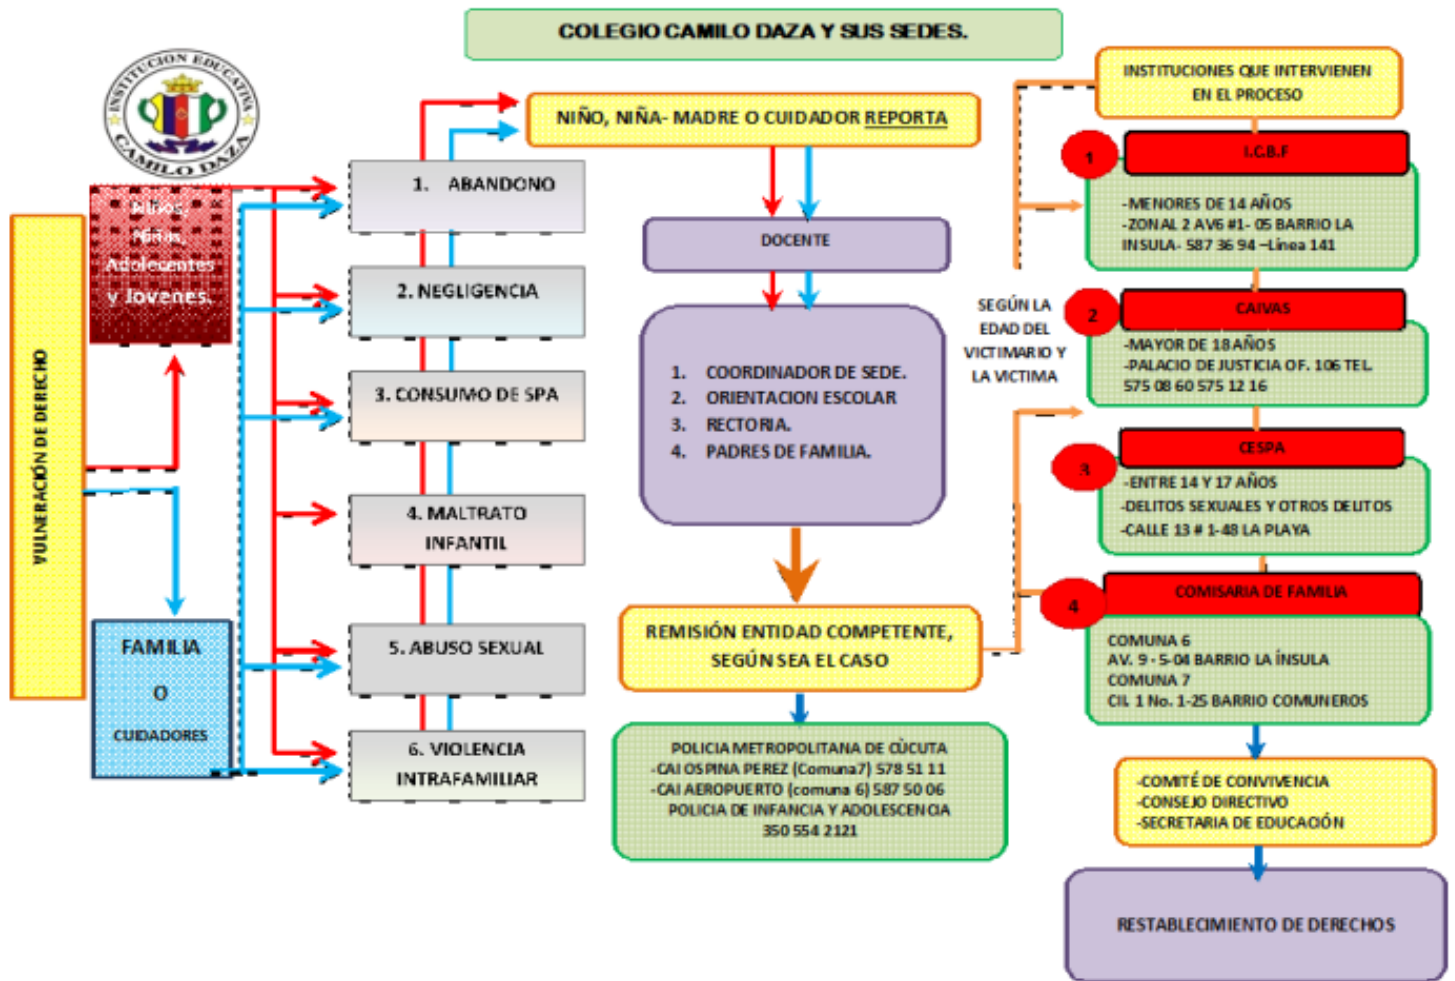 COLEGIO CAMILO DAZA Y SUS SEDES.
INSTITUCION EDUCATIVA
CAMILO DAZA
VULNERACIÓN DE DERECHO
Niños,
Niñas,
Adolecentes
y Jovenes.
FAMILIA
O
CUIDADORES
1. ABANDONO
2. NEGLIGENCIA
3. CONSUMO DE SPA
4. MALTRATO
INFANTIL
5. ABUSO SEXUAL
6. VIOLENCIA
INTRAFAMILIAR
NIÑO, NIÑA- MADRE O CUIDADOR REPORTA
DOCENTE
1. COORDINADOR DE SEDE.
2. ORIENTACION ESCOLAR
3. RECTORIA.
4. PADRES DE FAMILIA.
REMISIÓN ENTIDAD COMPETENTE,
SEGÚN SEA EL CASO
POLICIA METROPOLITANA DE CÙCUTA
-CAI OSPINA PEREZ (Comuna7) 578 51 11
-CAI AEROPUERTO (comuna 6) 587 50 06
POLICIA DE INFANCIA Y ADOLESCENCIA
350 554 2121
SEGÚN LA
EDAD DEL
VICTIMARIO Y
LA VICTIMA
INSTITUCIONES QUE INTERVIENEN
EN EL PROCESO
1
I.C.B.F
-MENORES DE 14 AÑOS
-ZONAL 2 AV6 #1- 05 BARRIO LA
INSULA- 587 36 94 –Línea 141
2
CAIVAS
-MAYOR DE 18 AÑOS
-PALACIO DE JUSTICIA OF. 106 TEL.
575 08 60 575 12 16
3
CESPA
-ENTRE 14 Y 17 AÑOS
-DELITOS SEXUALES Y OTROS DELITOS
-CALLE 13 # 1-48 LA PLAYA
4
COMISARIA DE FAMILIA
COMUNA 6
AV. 9 - 5-04 BARRIO LA ÍNSULA
COMUNA 7
Cll. 1 No. 1-25 BARRIO COMUNEROS
-COMITÉ DE CONVIVENCIA
-CONSEJO DIRECTIVO
-SECRETARIA DE EDUCACIÓN
RESTABLECIMIENTO DE DERECHOS